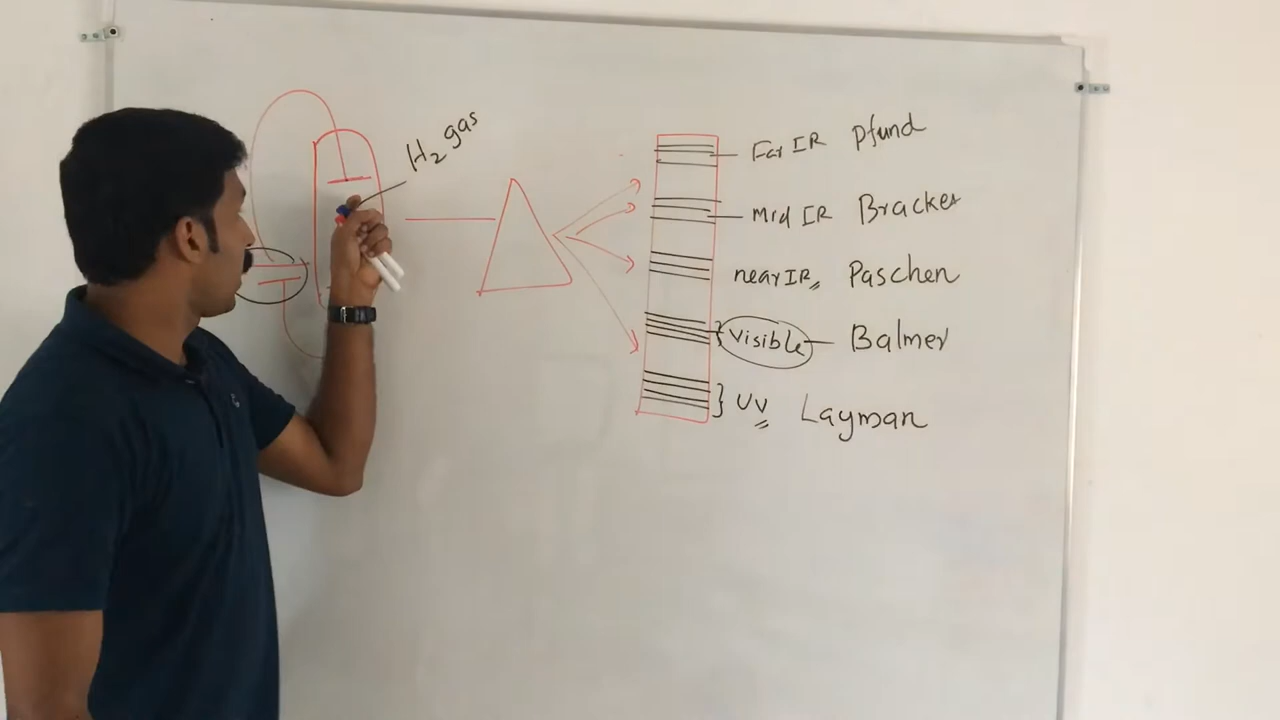 H2 gas
Far IR Pfund
Mid IR Bracket
near IR Paschen
Visible Balmer
UV Layman